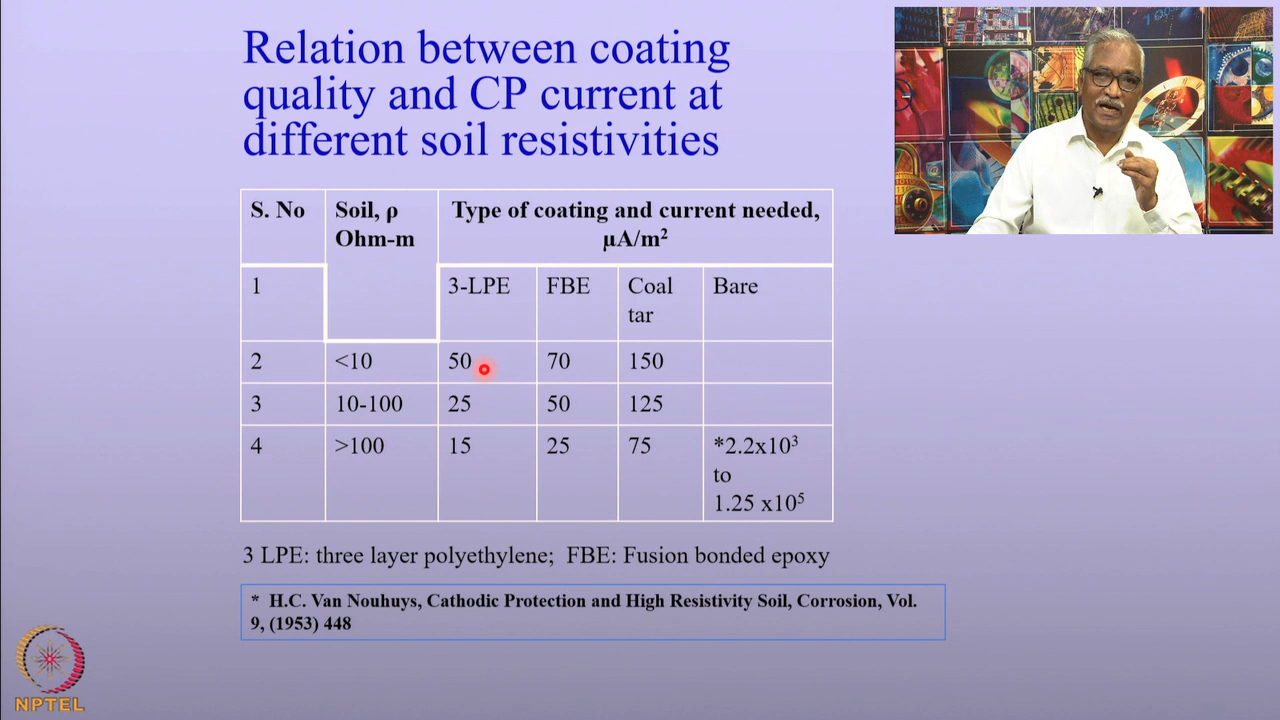 Relation between coating
quality and CP current at
different soil resistivities
S. No Soil, ρ Type of coating and current needed,
Ohm-m µA/m²
1 3-LPE FBE Coal Bare
tar
2 <10 50 70 150
3 10-100 25 50 125
4 >100 15 25 75 *2.2x10³
to
1.25 x10⁵
3 LPE: three layer polyethylene; FBE: Fusion bonded epoxy
* H.C. Van Nouhuys, Cathodic Protection and High Resistivity Soil, Corrosion, Vol.
9, (1953) 448
NPTEL